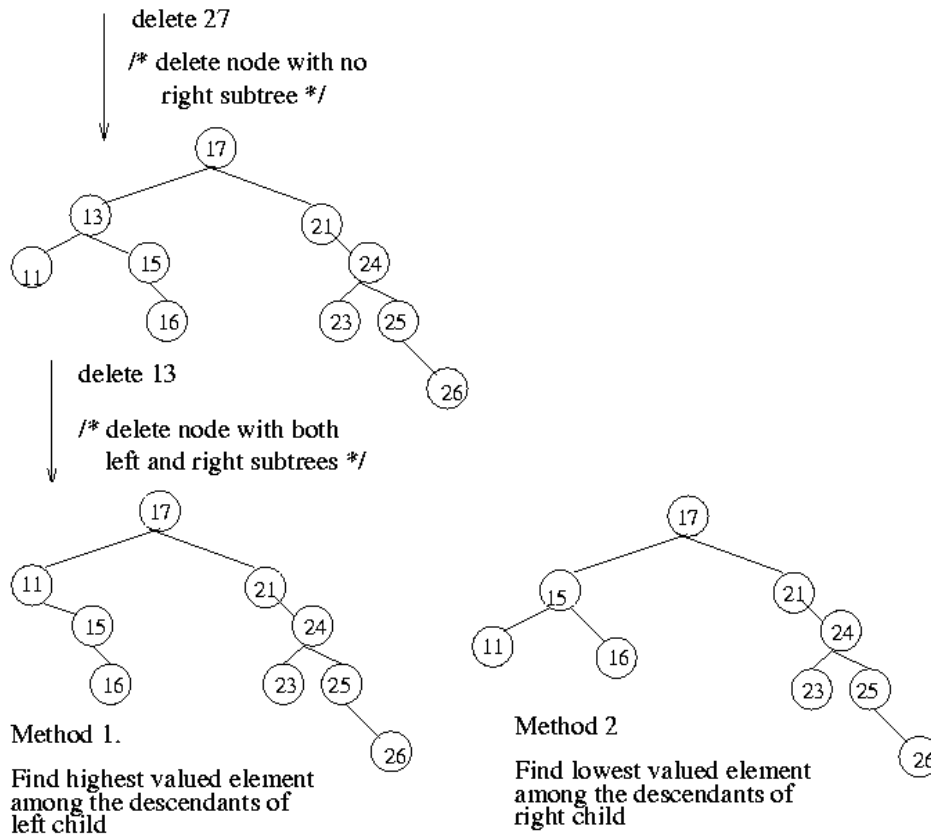 delete 27
/* delete node with no
right subtree */
17
13
21
11
15
24
16
23
25
26
delete 13
/* delete node with both
left and right subtrees */
17
11
21
15
24
16
23
25
26
Method 1.
Find highest valued element
among the descendants of
left child
17
15
21
11
16
24
23
25
26
Method 2
Find lowest valued element
among the descendants of
right child